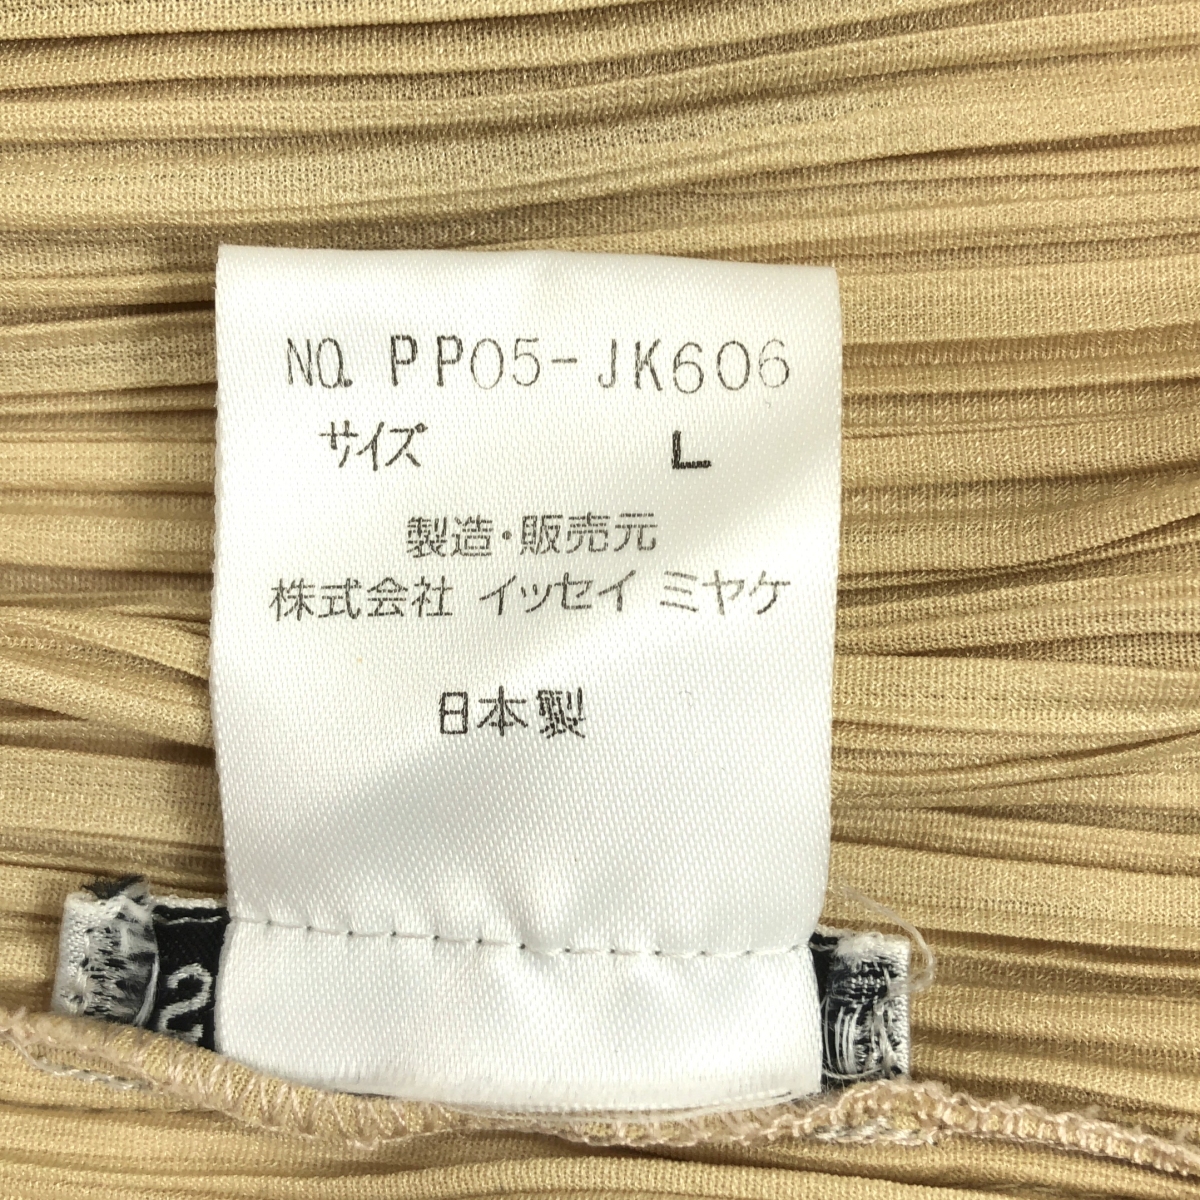 NO. PP05-JK606
サイズ L
製造・販売元
株式会社 イッセイ ミヤケ
日本製
2